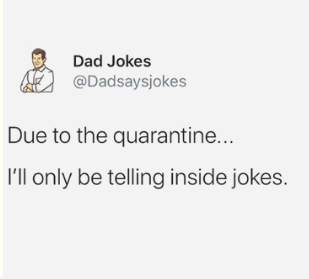 Dad Jokes
@Dadsaysjokes
Due to the quarantine...
I'll only be telling inside jokes.